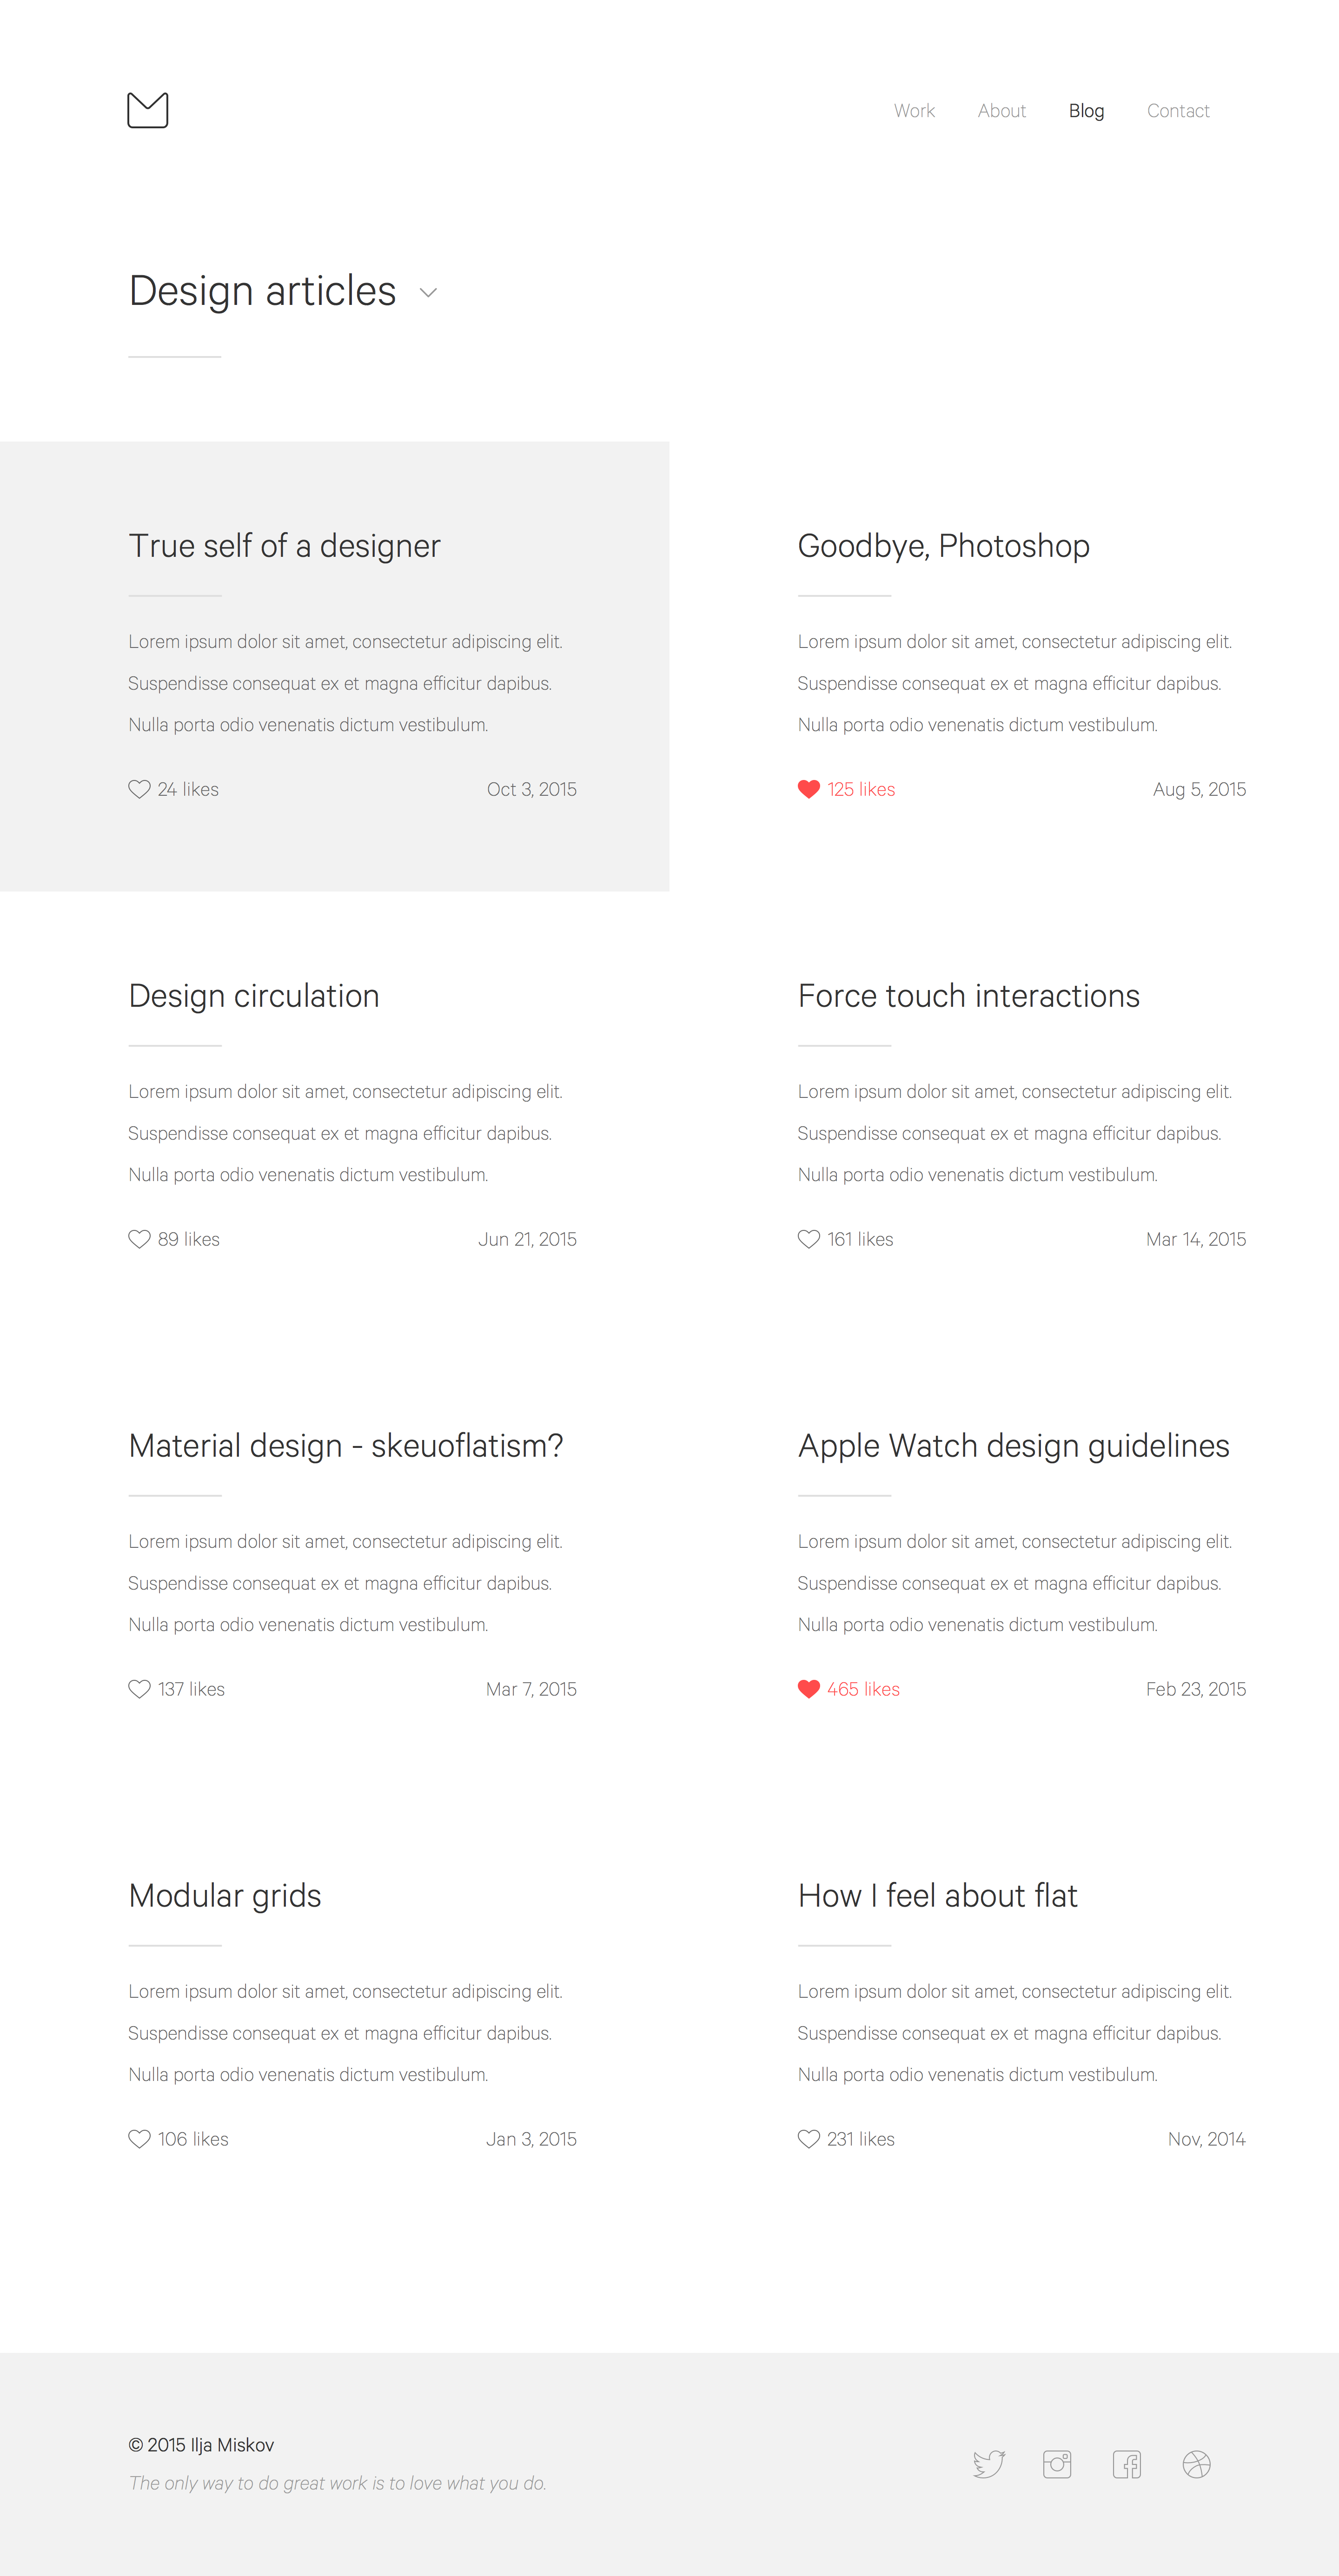 Work About Blog Contact
Design articles
True self of a designer
Lorem ipsum dolor sit amet, consectetur adipiscing elit.
Suspendisse consequat ex et magna efficitur dapibus.
Nulla porta odio venenatis dictum vestibulum.
24 likes Oct 3, 2015
Goodbye, Photoshop
Lorem ipsum dolor sit amet, consectetur adipiscing elit.
Suspendisse consequat ex et magna efficitur dapibus.
Nulla porta odio venenatis dictum vestibulum.
125 likes Aug 5, 2015
Design circulation
Lorem ipsum dolor sit amet, consectetur adipiscing elit.
Suspendisse consequat ex et magna efficitur dapibus.
Nulla porta odio venenatis dictum vestibulum.
89 likes Jun 21, 2015
Force touch interactions
Lorem ipsum dolor sit amet, consectetur adipiscing elit.
Suspendisse consequat ex et magna efficitur dapibus.
Nulla porta odio venenatis dictum vestibulum.
161 likes Mar 14, 2015
Material design - skeuoflatism?
Lorem ipsum dolor sit amet, consectetur adipiscing elit.
Suspendisse consequat ex et magna efficitur dapibus.
Nulla porta odio venenatis dictum vestibulum.
137 likes Mar 7, 2015
Apple Watch design guidelines
Lorem ipsum dolor sit amet, consectetur adipiscing elit.
Suspendisse consequat ex et magna efficitur dapibus.
Nulla porta odio venenatis dictum vestibulum.
465 likes Feb 23, 2015
Modular grids
Lorem ipsum dolor sit amet, consectetur adipiscing elit.
Suspendisse consequat ex et magna efficitur dapibus.
Nulla porta odio venenatis dictum vestibulum.
106 likes Jan 3, 2015
How I feel about flat
Lorem ipsum dolor sit amet, consectetur adipiscing elit.
Suspendisse consequat ex et magna efficitur dapibus.
Nulla porta odio venenatis dictum vestibulum.
231 likes Nov, 2014
© 2015 Ilja Miskov
The only way to do great work is to love what you do.